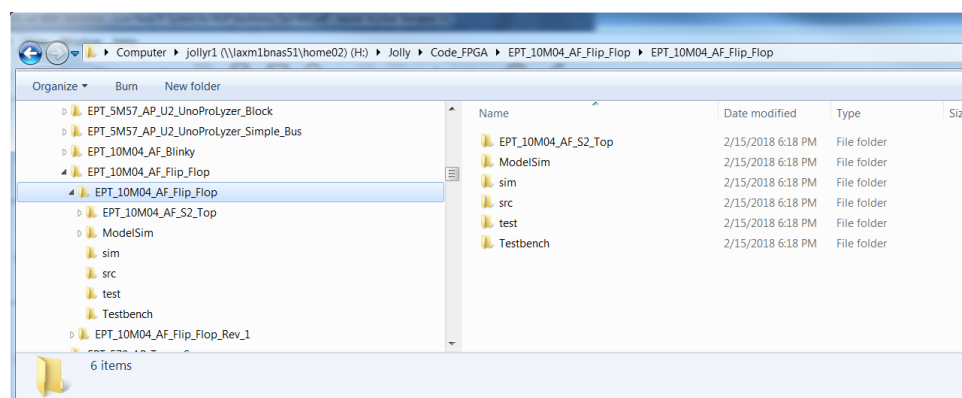 Computer ▸ jollyr1 (\\laxm1bnas51\home02) (H:) ▸ Jolly ▸ Code_FPGA ▸ EPT_10M04_AF_Flip_Flop ▸ EPT_10M04_AF_Flip_Flop
Organize Burn New folder
EPT_5M57_AP_U2_UnoProLyzer_Block
EPT_5M57_AP_U2_UnoProLyzer_Simple_Bus
EPT_10M04_AF_Blinky
EPT_10M04_AF_Flip_Flop
EPT_10M04_AF_Flip_Flop
EPT_10M04_AF_S2_Top
ModelSim
sim
src
test
Testbench
EPT_10M04_AF_Flip_Flop_Rev_1
Name Date modified Type Siz
EPT_10M04_AF_S2_Top 2/15/2018 6:18 PM File folder
ModelSim 2/15/2018 6:18 PM File folder
sim 2/15/2018 6:18 PM File folder
src 2/15/2018 6:18 PM File folder
test 2/15/2018 6:18 PM File folder
Testbench 2/15/2018 6:18 PM File folder
6 items